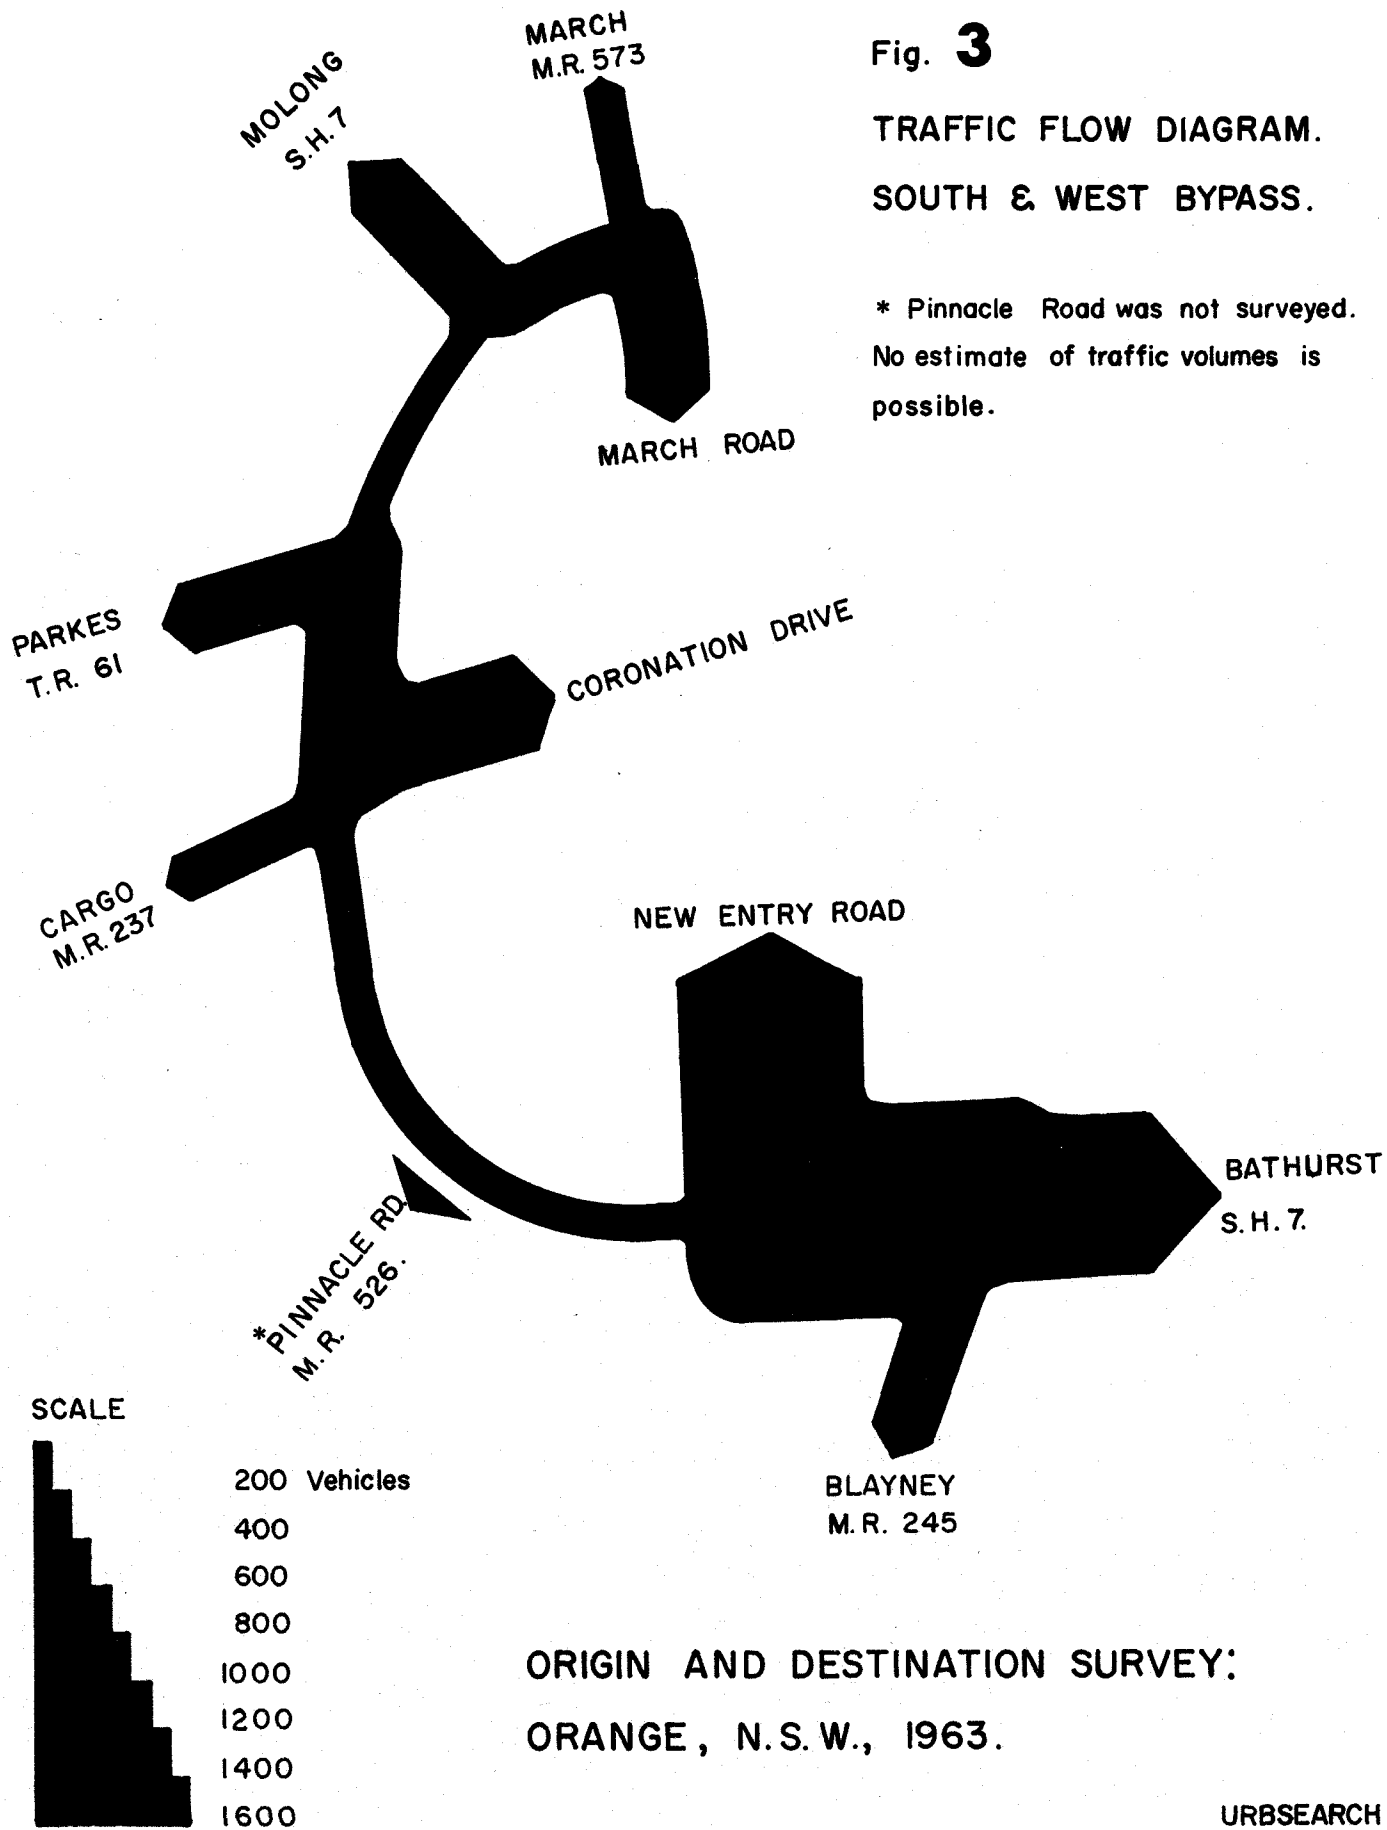 Fig. 3
TRAFFIC FLOW DIAGRAM.
SOUTH & WEST BYPASS.
* Pinnacle Road was not surveyed.
No estimate of traffic volumes is
possible.
MARCH
M.R. 573
MOLONG
S.H. 7
MARCH ROAD
PARKES
T.R. 61
CORONATION DRIVE
CARGO
M.R. 237
NEW ENTRY ROAD
BATHURST
S.H. 7.
*PINNACLE RD.
M.R. 526.
BLAYNEY
M.R. 245
SCALE
200 Vehicles
400
600
800
1000
1200
1400
1600
ORIGIN AND DESTINATION SURVEY:
ORANGE, N.S.W., 1963.
URBSEARCH